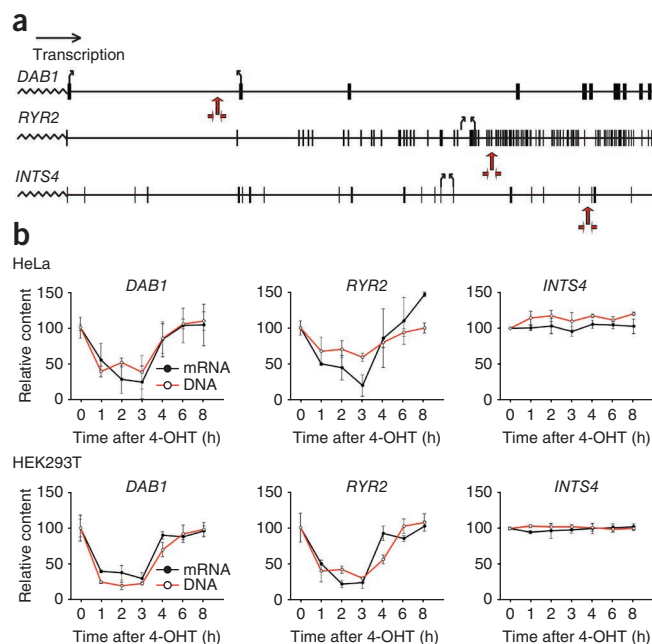 a
Transcription
DAB1
RYR2
INTS4
b
HeLa
DAB1 RYR2 INTS4
Relative content
150
100
50
0
mRNA
DNA
0 1 2 3 4 6 8
Time after 4-OHT (h)
150
100
50
0
0 1 2 3 4 6 8
Time after 4-OHT (h)
150
100
50
0
0 1 2 3 4 6 8
Time after 4-OHT (h)
HEK293T
DAB1 RYR2 INTS4
Relative content
150
100
50
0
mRNA
DNA
0 1 2 3 4 6 8
Time after 4-OHT (h)
150
100
50
0
0 1 2 3 4 6 8
Time after 4-OHT (h)
150
100
50
0
0 1 2 3 4 6 8
Time after 4-OHT (h)